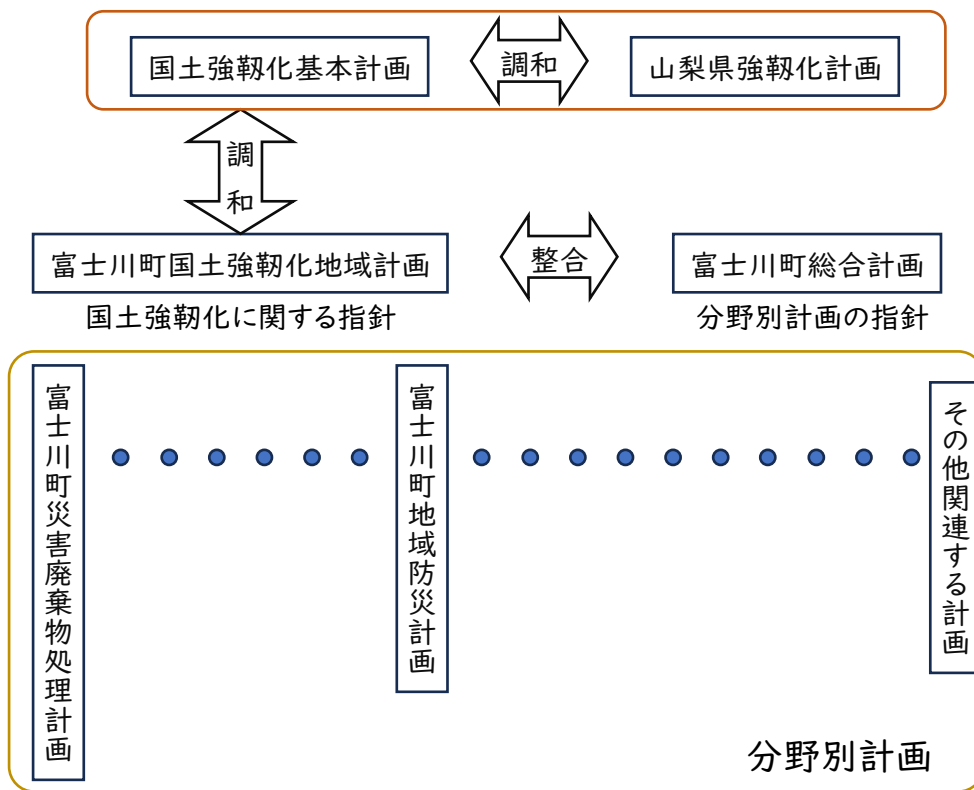 国土強靱化基本計画
調和
山梨県強靱化計画
調和
富士川町国土強靱化地域計画
整合
富士川町総合計画
国土強靱化に関する指針
分野別計画の指針
富士川町災害廃棄物処理計画
富士川町地域防災計画
その他関連する計画
分野別計画